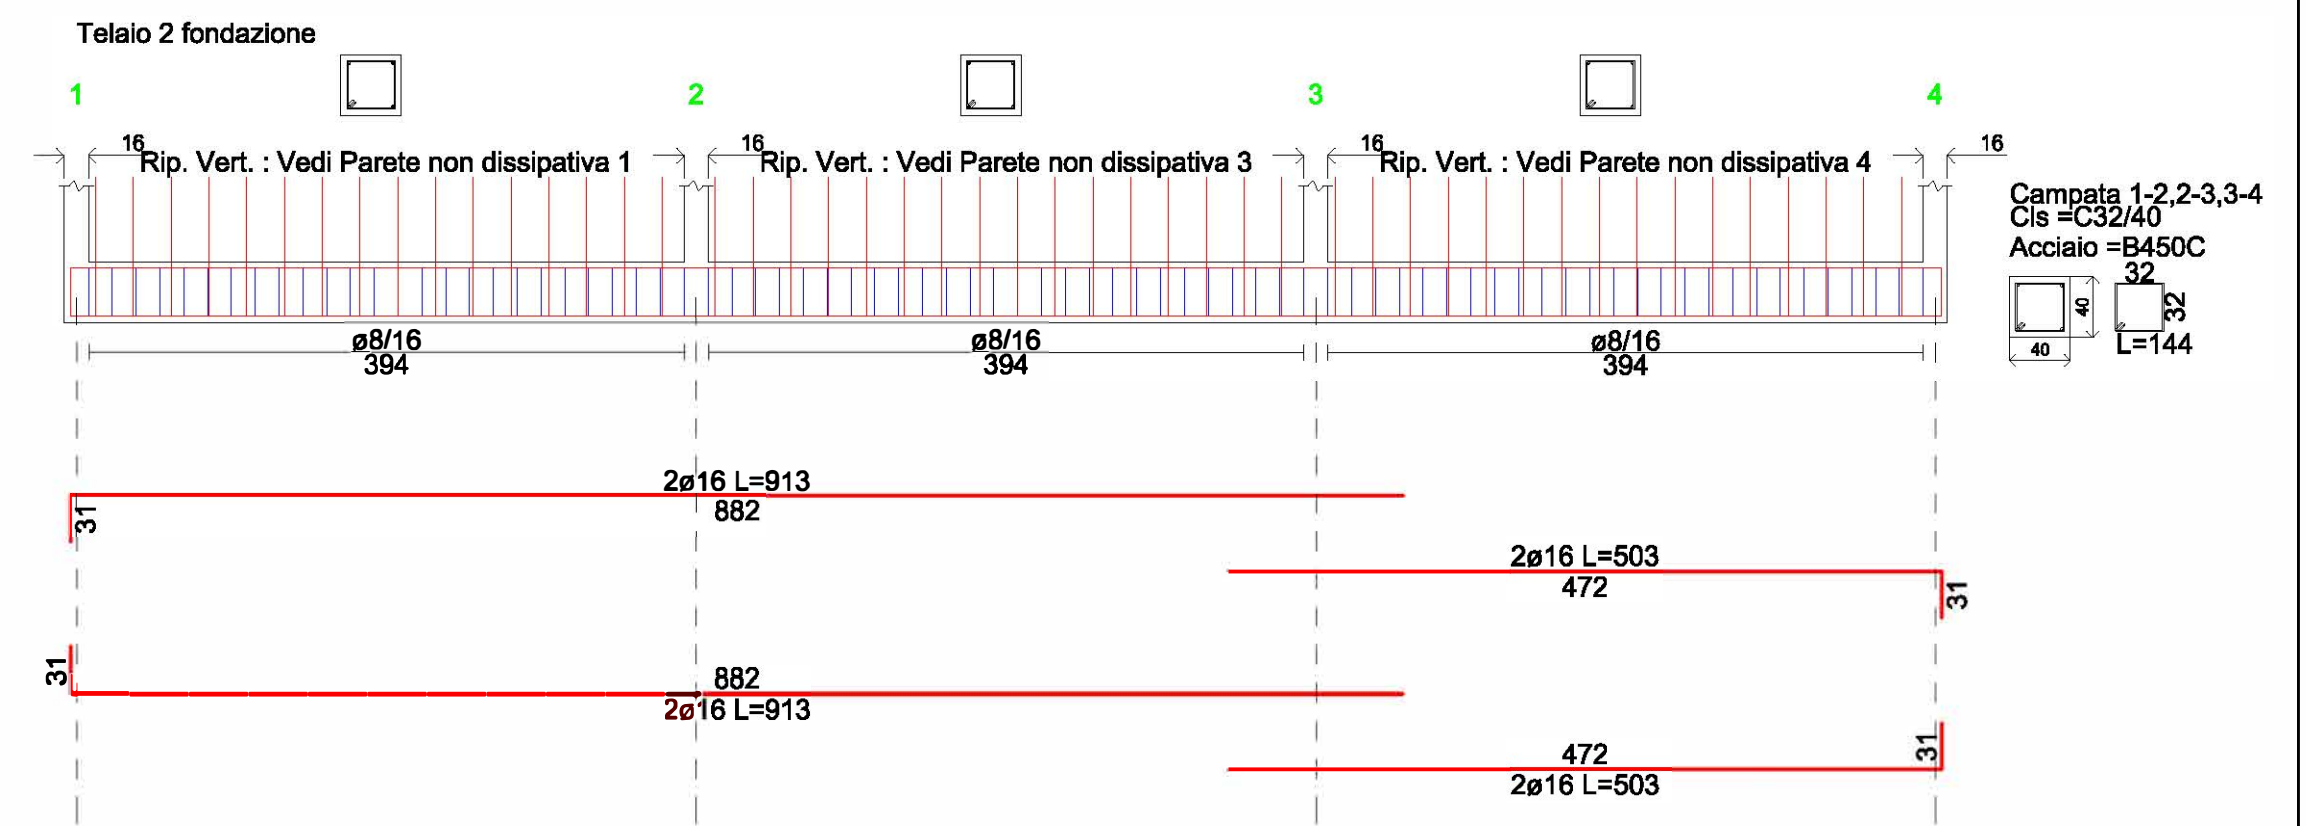 Telaio 2 fondazione
1
2
3
4
16
16
16
16
Rip. Vert. : Vedi Parete non dissipativa 1
Rip. Vert. : Vedi Parete non dissipativa 3
Rip. Vert. : Vedi Parete non dissipativa 4
Campata 1-2,2-3,3-4
Cls =C32/40
Acciaio =B450C
32
40
32
40
L=144
ø8/16
394
ø8/16
394
ø8/16
394
2ø16 L=913
882
31
2ø16 L=503
472
31
31
882
2ø16 L=913
472
31
2ø16 L=503